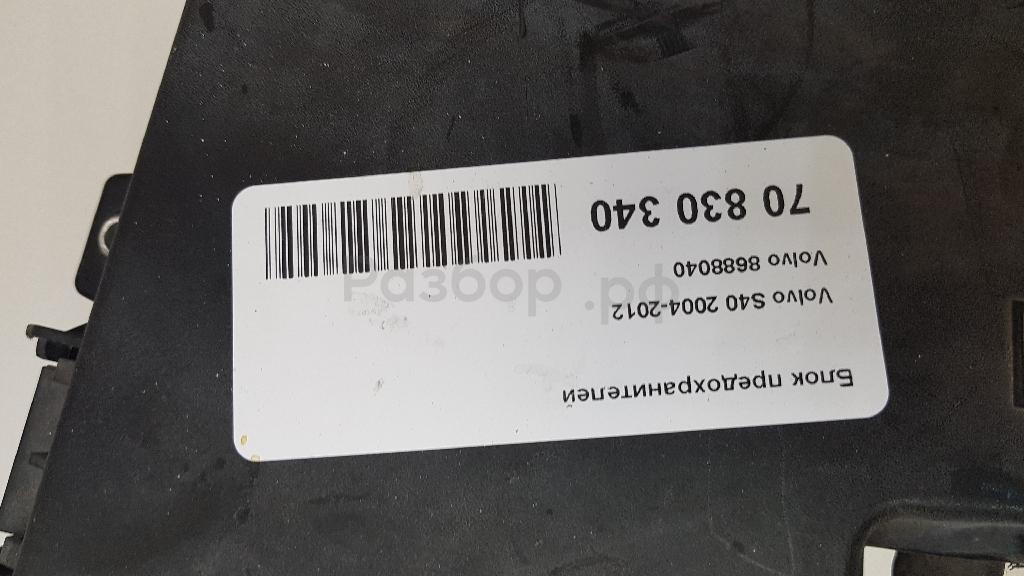 Блок предохранителей
Volvo S40 2004-2012
Volvo 8688040
70 830 340
Разбор.рф